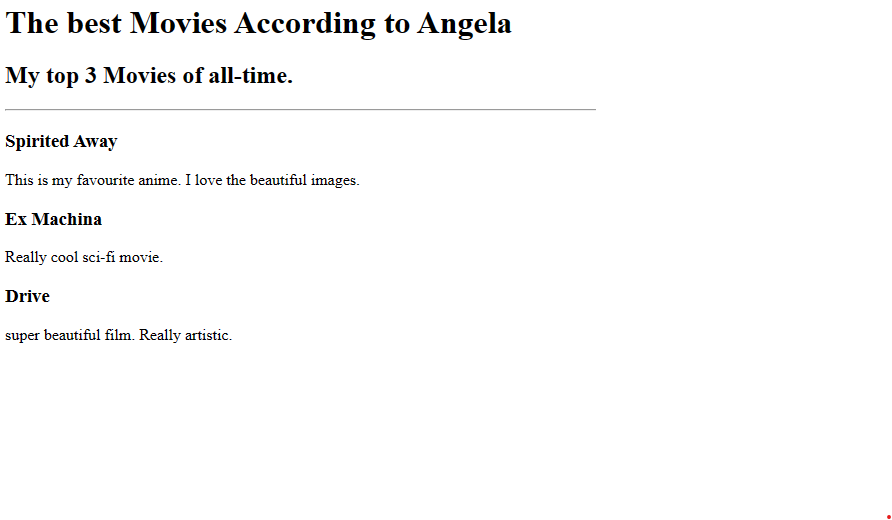 The best Movies According to Angela
My top 3 Movies of all-time.
Spirited Away
This is my favourite anime. I love the beautiful images.
Ex Machina
Really cool sci-fi movie.
Drive
super beautiful film. Really artistic.